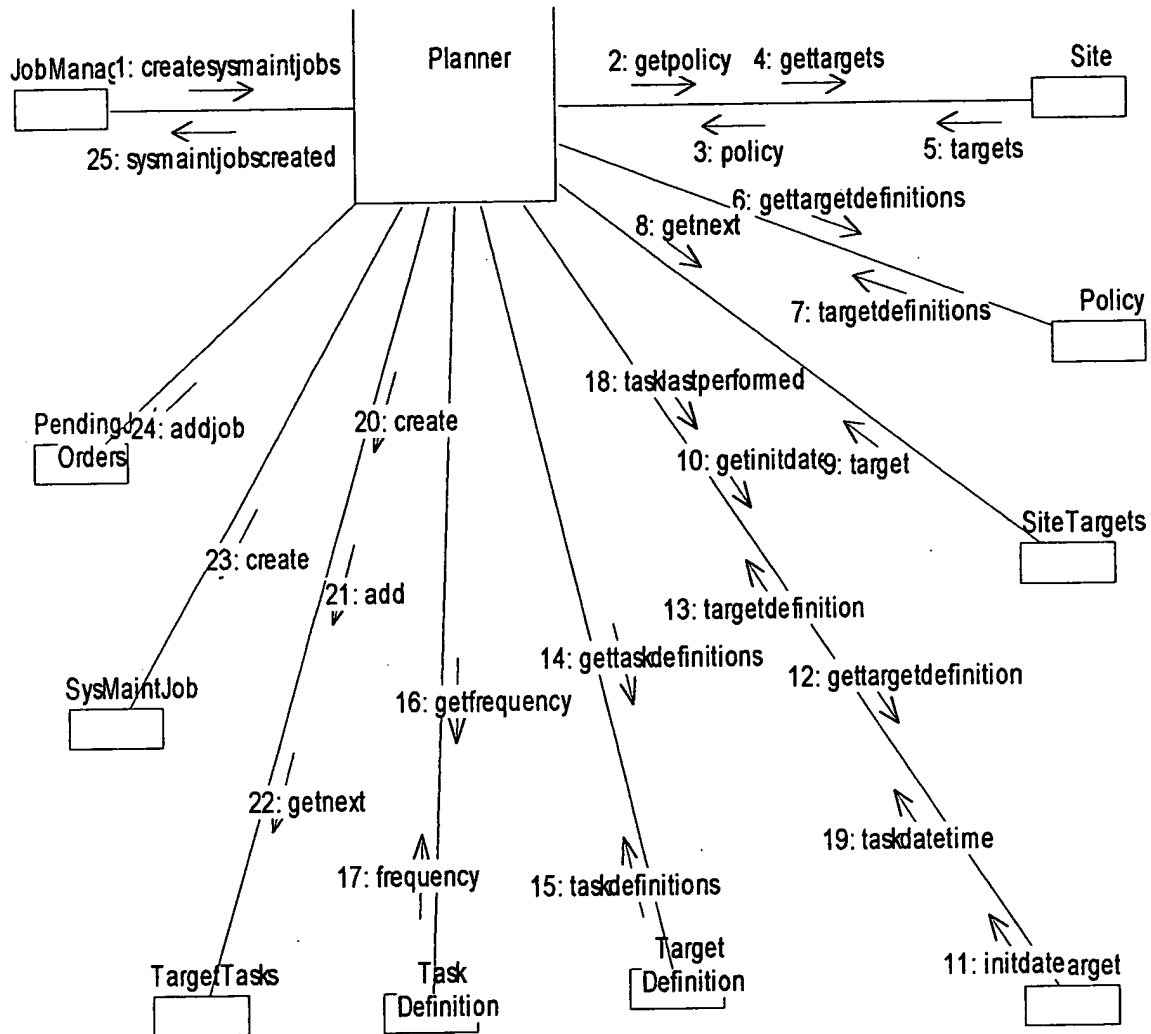 Planner
Site
JobManag
1: createsysmaintjobs
2: getpolicy
4: gettargets
25: sysmaintjobscreated
3: policy
5: targets
6: gettargetdefinitions
8: getnext
7: targetdefinitions
Policy
18: tasklastperformed
20: create
24: addjob
Pending
Orders
10: getinitdate
9: target
SiteTargets
23: create
21: add
13: targetdefinition
14: gettaskdefinitions
12: gettargetdefinition
SysMaintJob
16: getfrequency
22: getnext
19: taskdatetime
17: frequency
15: taskdefinitions
11: initdate
arget
TargetTasks
Task
Definition
Target
Definition